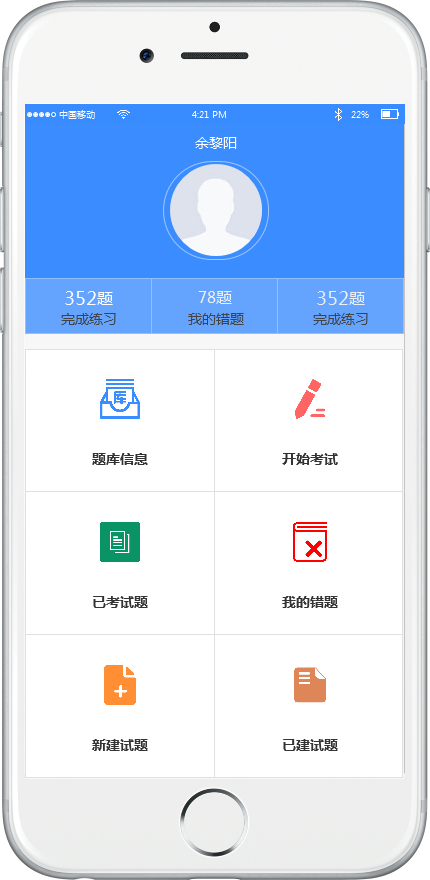 中国移动 4:21 PM 22%
余黎阳
352题 78题 352题
完成练习 我的错题 完成练习
库
题库信息 开始考试
已考试题 我的错题
新建试题 已建试题